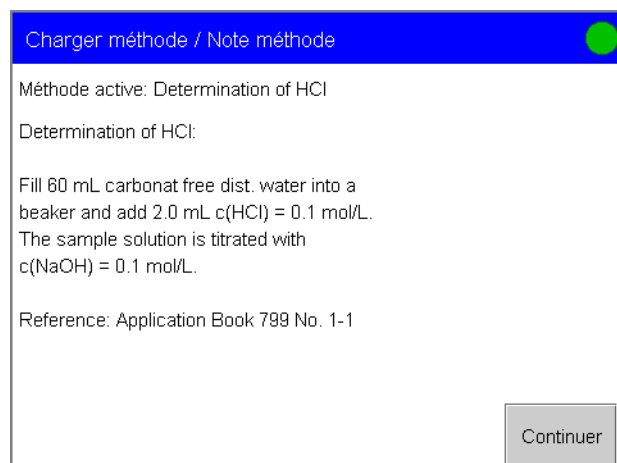 Charger méthode / Note méthode
Méthode active: Determination of HCl
Determination of HCl:
Fill 60 mL carbonat free dist. water into a
beaker and add 2.0 mL c(HCl) = 0.1 mol/L.
The sample solution is titrated with
c(NaOH) = 0.1 mol/L.
Reference: Application Book 799 No. 1-1
Continuer